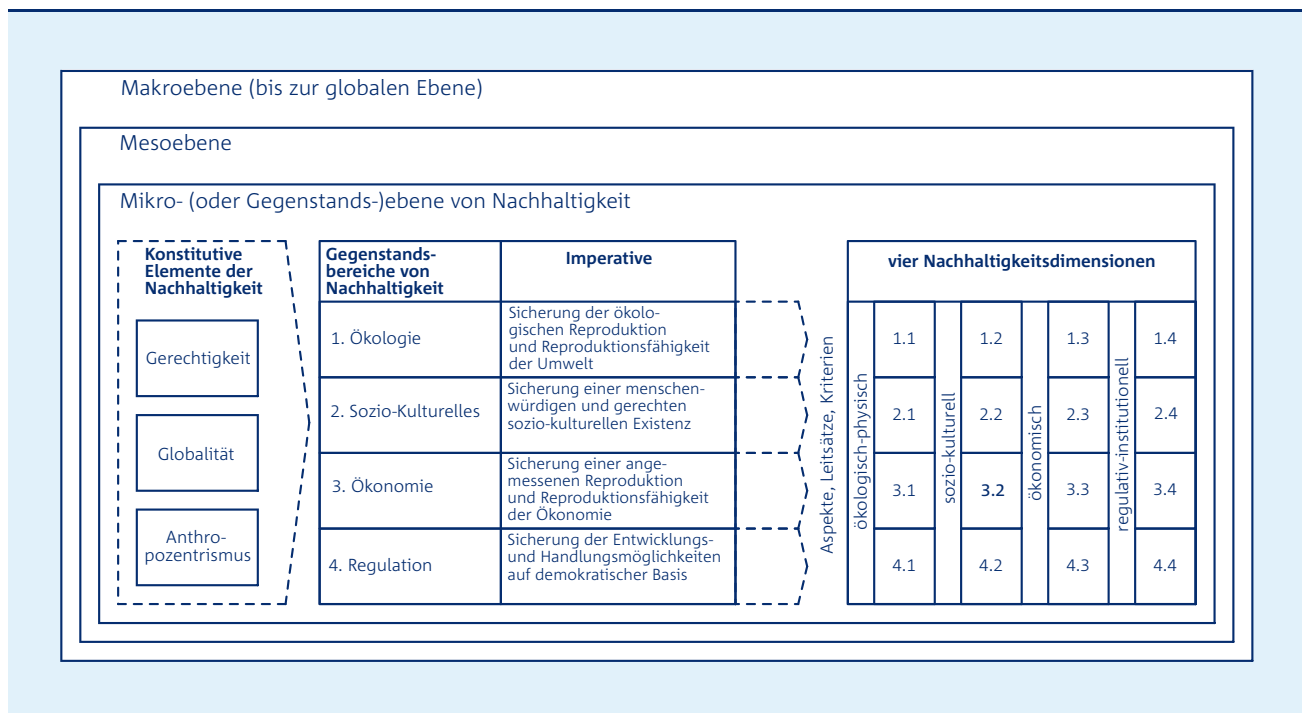 Makroebene (bis zur globalen Ebene)
Mesoebene
Mikro- (oder Gegenstands-)ebene von Nachhaltigkeit
Konstitutive
Elemente der
Nachhaltigkeit
Gerechtigkeit
Globalität
Anthro-
pozentrismus
Gegenstands-
bereiche von
Nachhaltigkeit
Imperative
1. Ökologie
Sicherung der ökolo-
gischen Reproduktion
und Reproduktionsfähigkeit
der Umwelt
2. Sozio-Kulturelles
Sicherung einer menschen-
würdigen und gerechten
sozio-kulturellen Existenz
3. Ökonomie
Sicherung einer ange-
messenen Reproduktion
und Reproduktionsfähigkeit
der Ökonomie
4. Regulation
Sicherung der Entwicklungs-
und Handlungsmöglichkeiten
auf demokratischer Basis
Aspekte, Leitsätze, Kriterien
vier Nachhaltigkeitsdimensionen
ökologisch-physisch
1.1
2.1
3.1
4.1
sozio-kulturell
1.2
2.2
3.2
4.2
ökonomisch
1.3
2.3
3.3
4.3
regulativ-institutionell
1.4
2.4
3.4
4.4